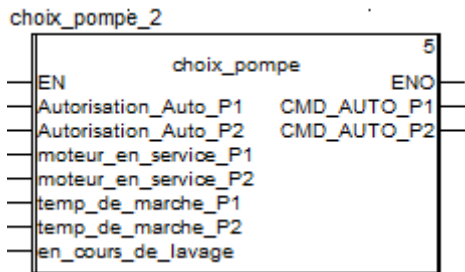 choix_pompe_2
5
choix_pompe
EN ENO
Autorisation_Auto_P1 CMD_AUTO_P1
Autorisation_Auto_P2 CMD_AUTO_P2
moteur_en_service_P1
moteur_en_service_P2
temp_de_marche_P1
temp_de_marche_P2
en_cours_de_lavage